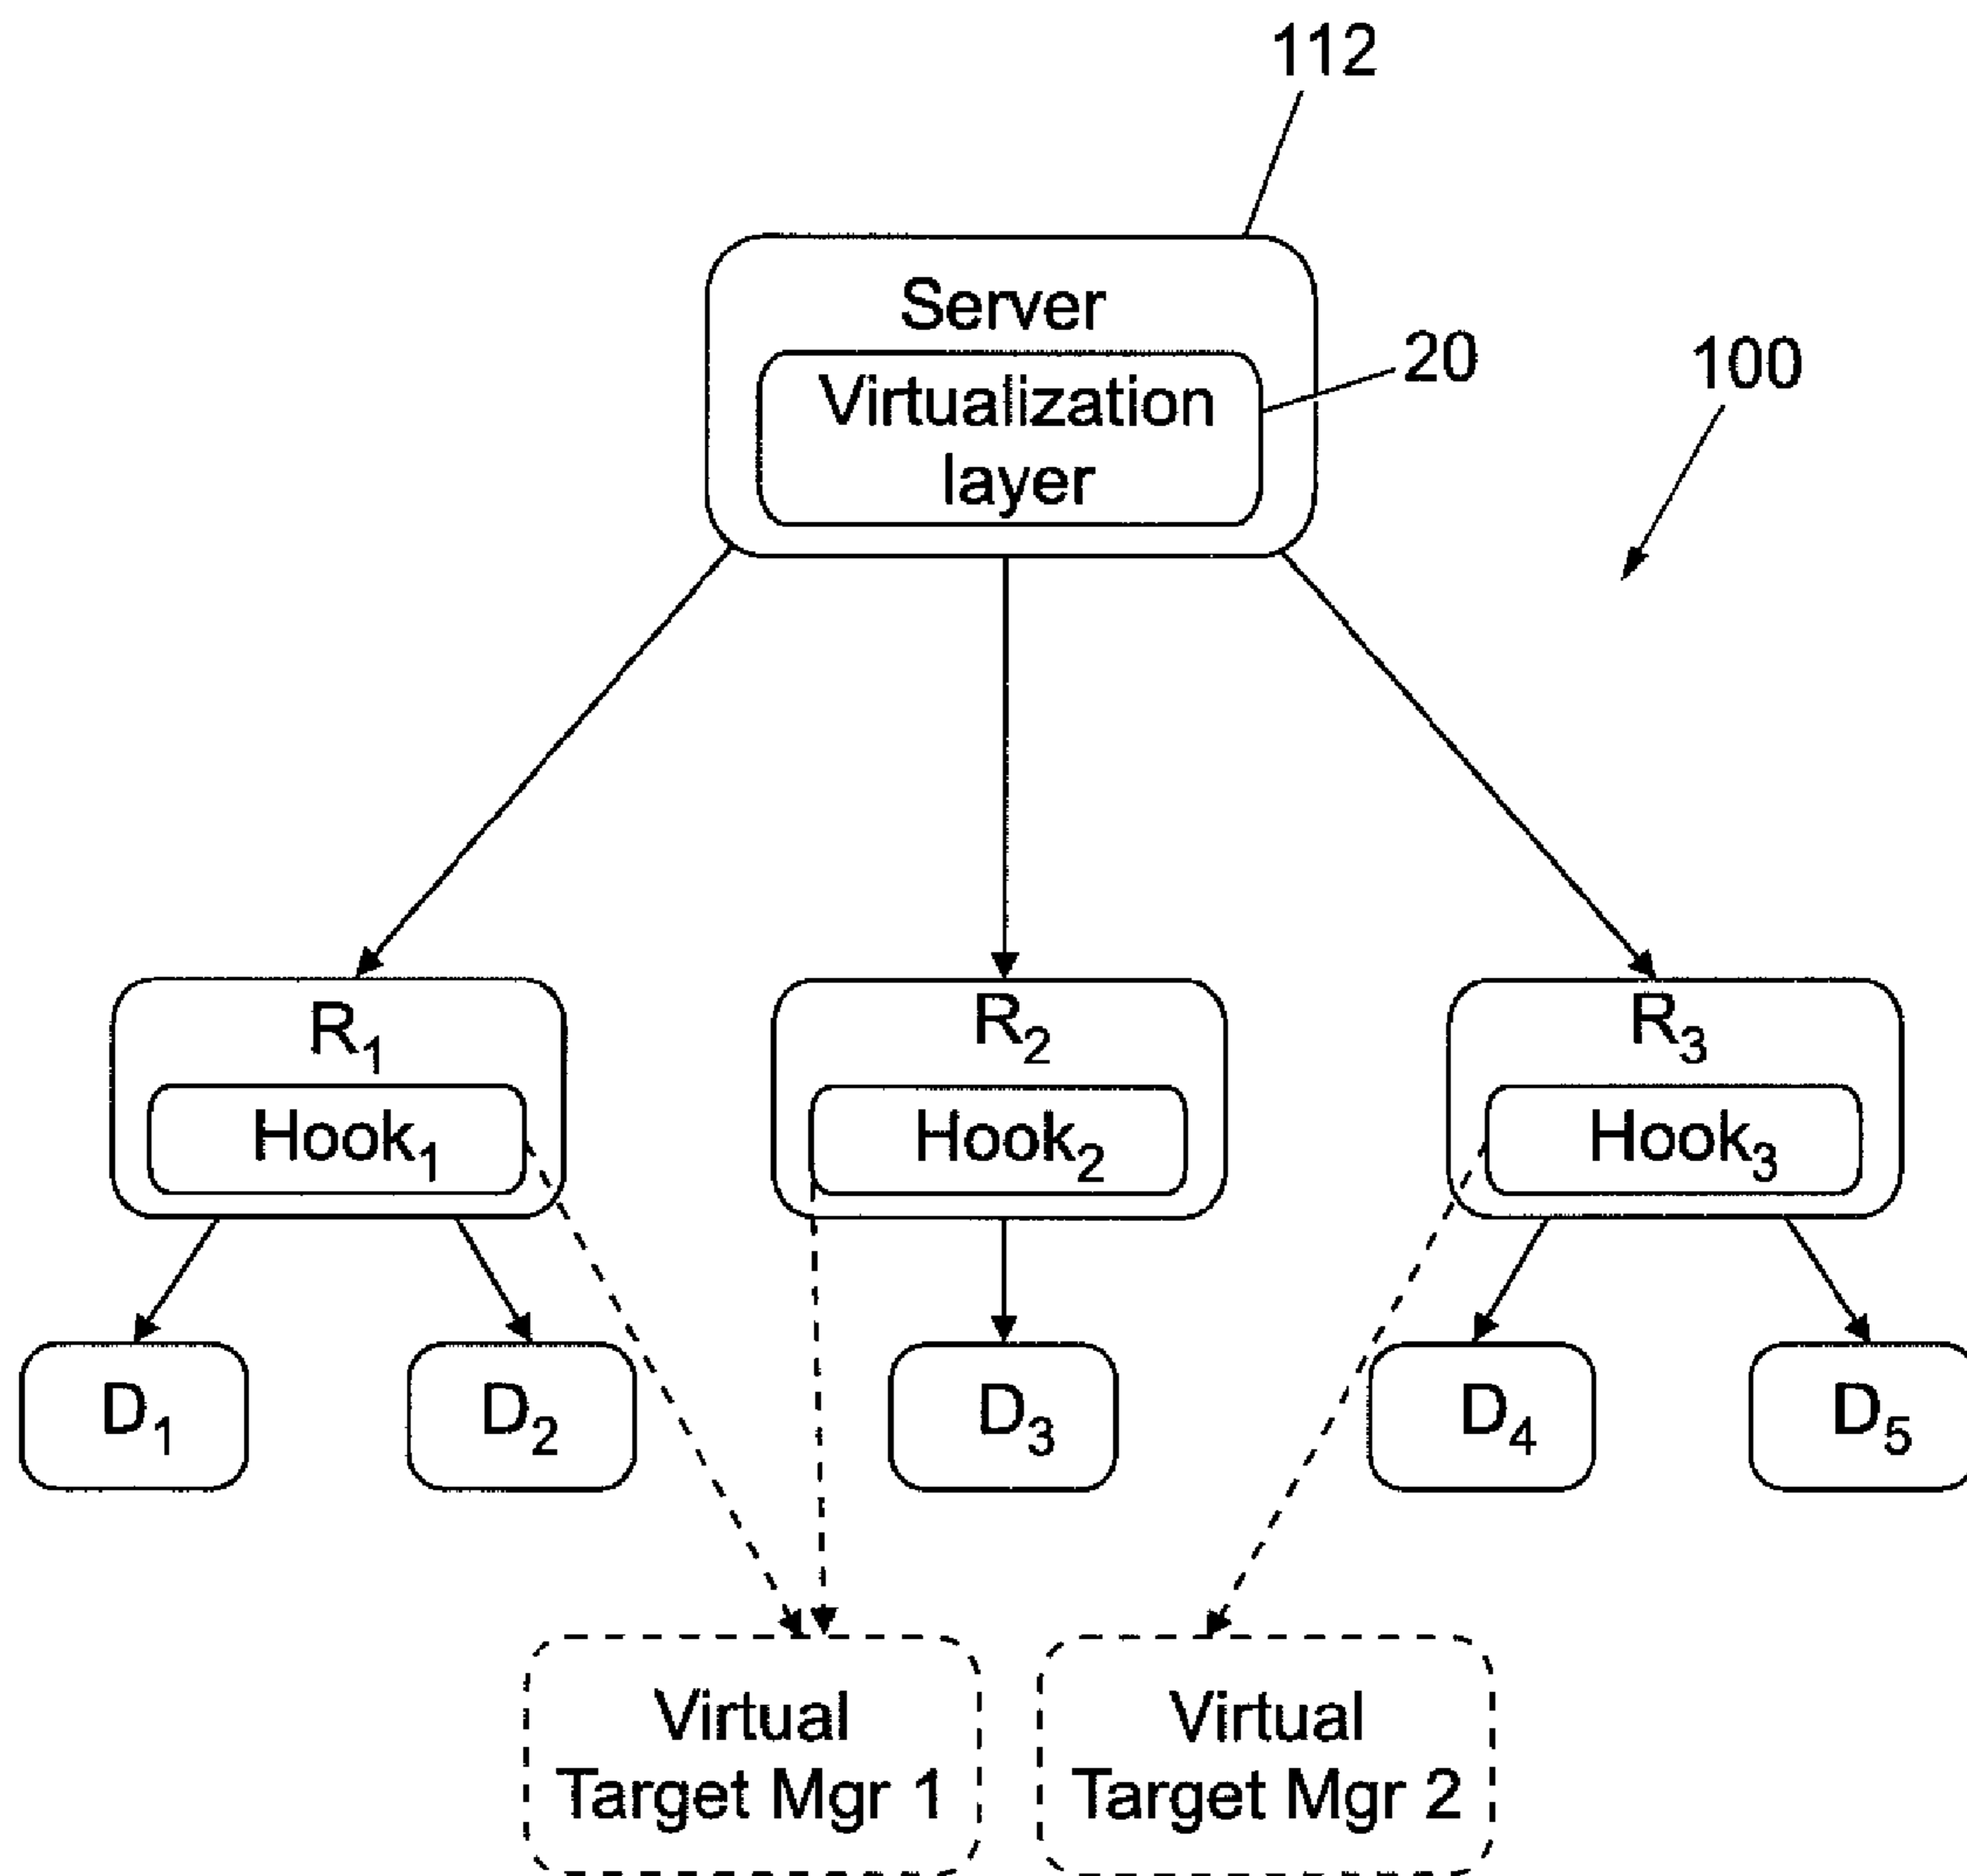 112
Server
20
Virtualization
layer
100
R₁
R₂
R₃
Hook₁
Hook₂
Hook₃
D₁
D₂
D₃
D₄
D₅
Virtual
Target Mgr 1
Virtual
Target Mgr 2